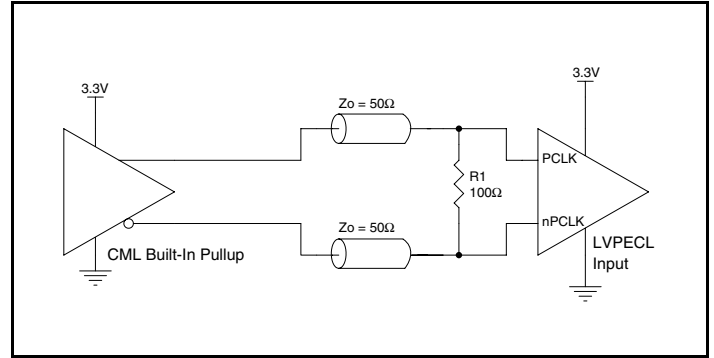 3.3V
3.3V
Zo = 50Ω
PCLK
R1
100Ω
Zo = 50Ω
nPCLK
CML Built-In Pullup
LVPECL
Input